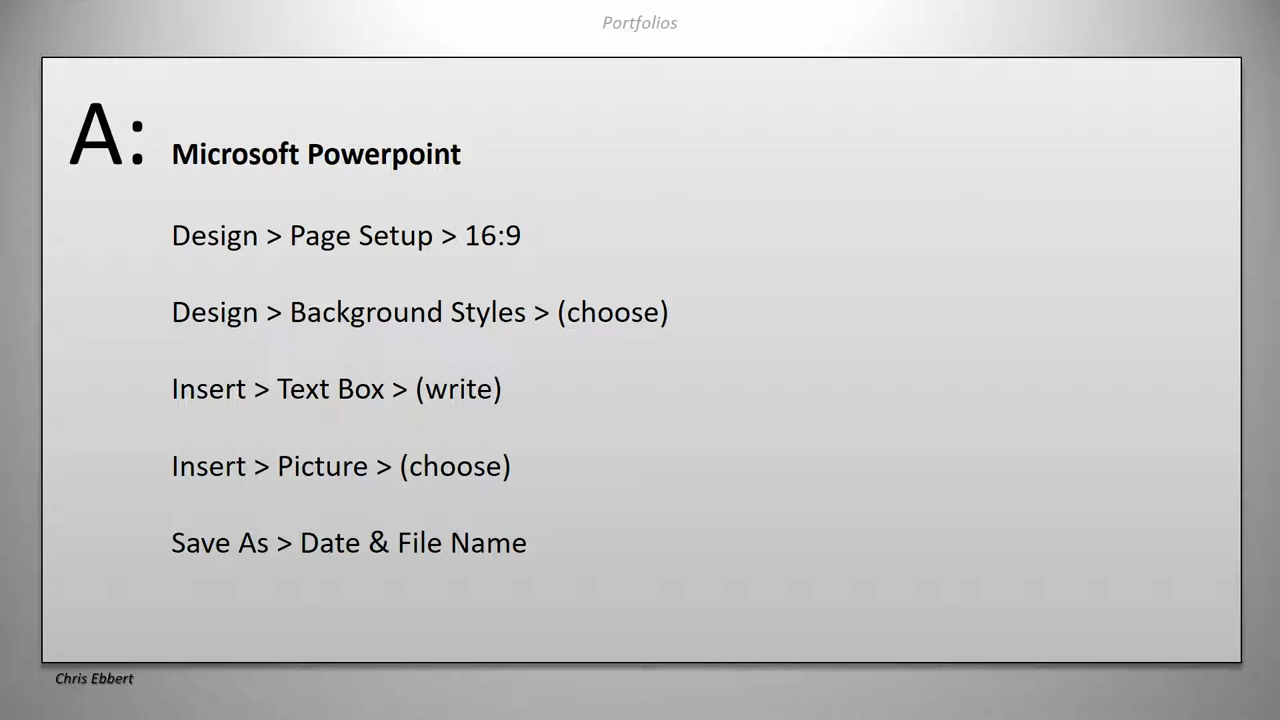 Portfolios
A: Microsoft Powerpoint
Design > Page Setup > 16:9
Design > Background Styles > (choose)
Insert > Text Box > (write)
Insert > Picture > (choose)
Save As > Date & File Name
Chris Ebbert